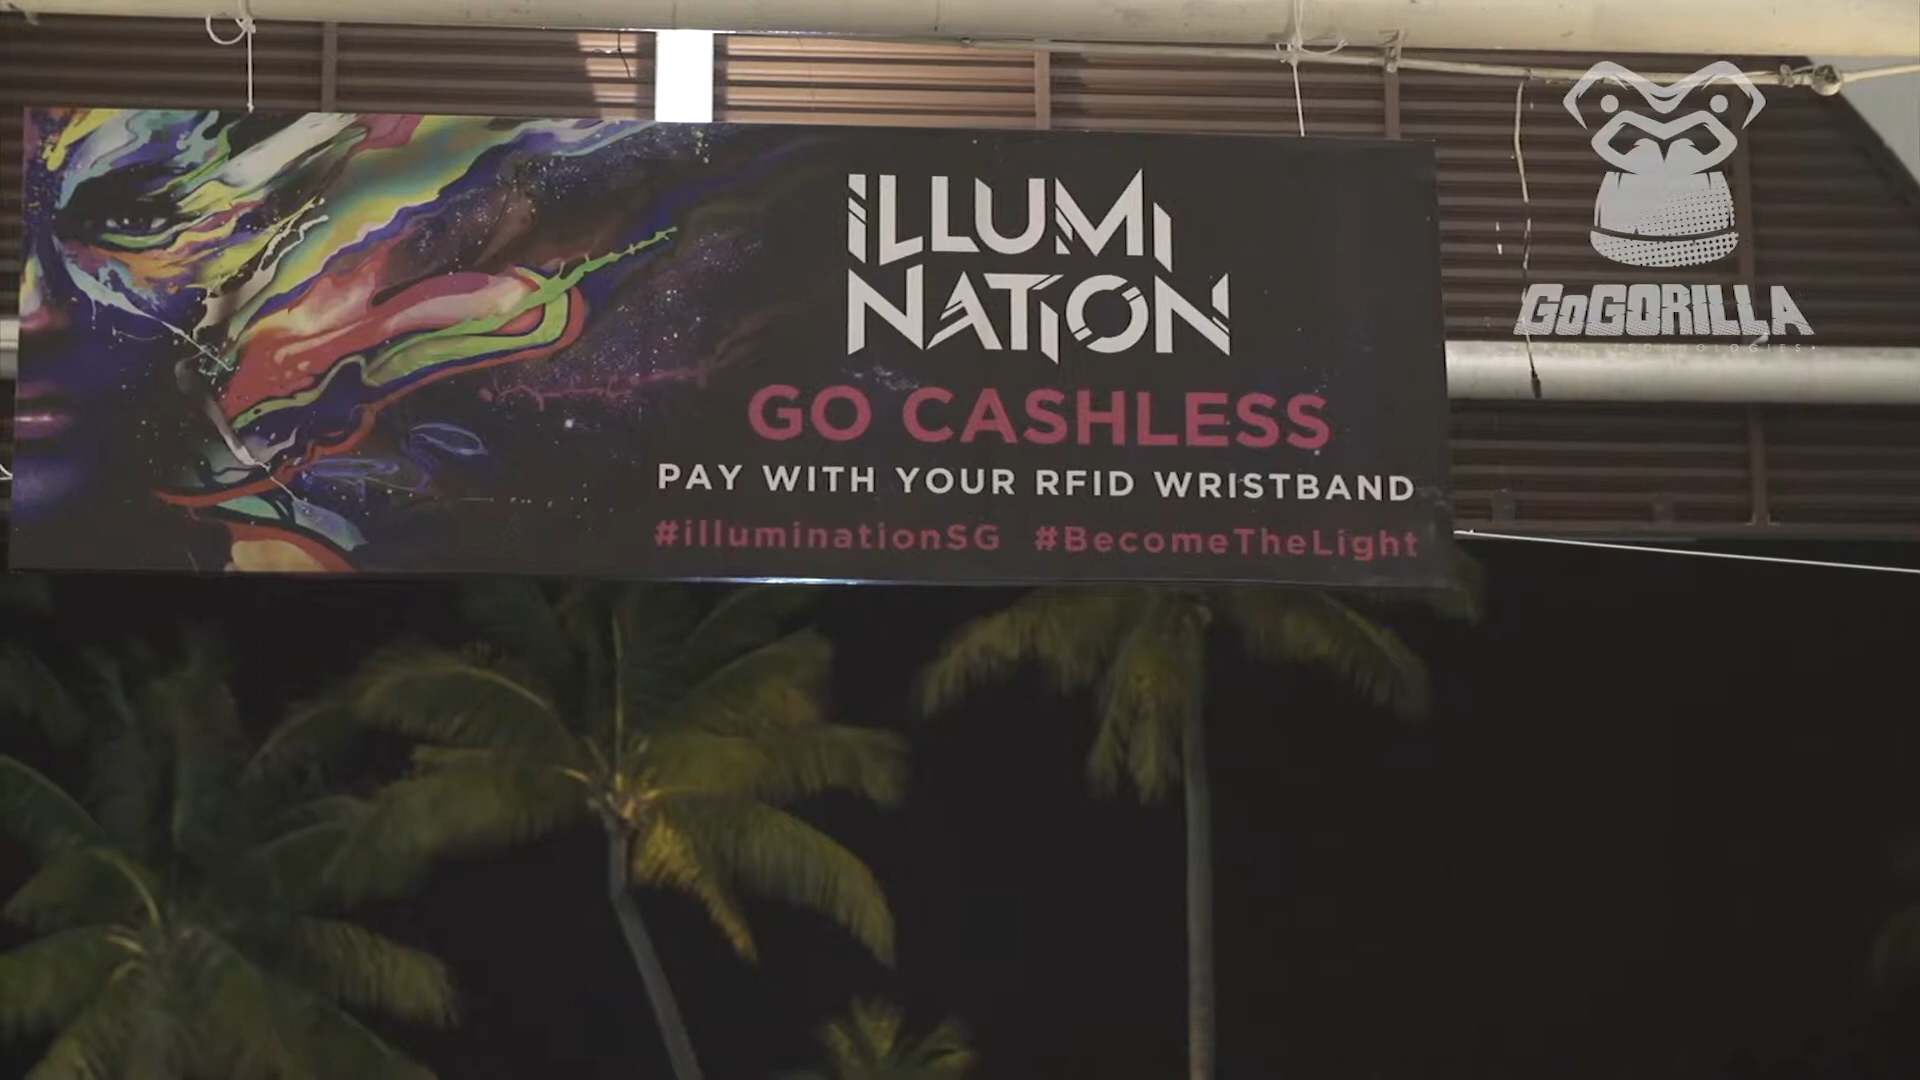 ILLUMI
NATION
GO CASHLESS
PAY WITH YOUR RFID WRISTBAND
#illuminationSG #BecomeTheLight
GoGORILLA